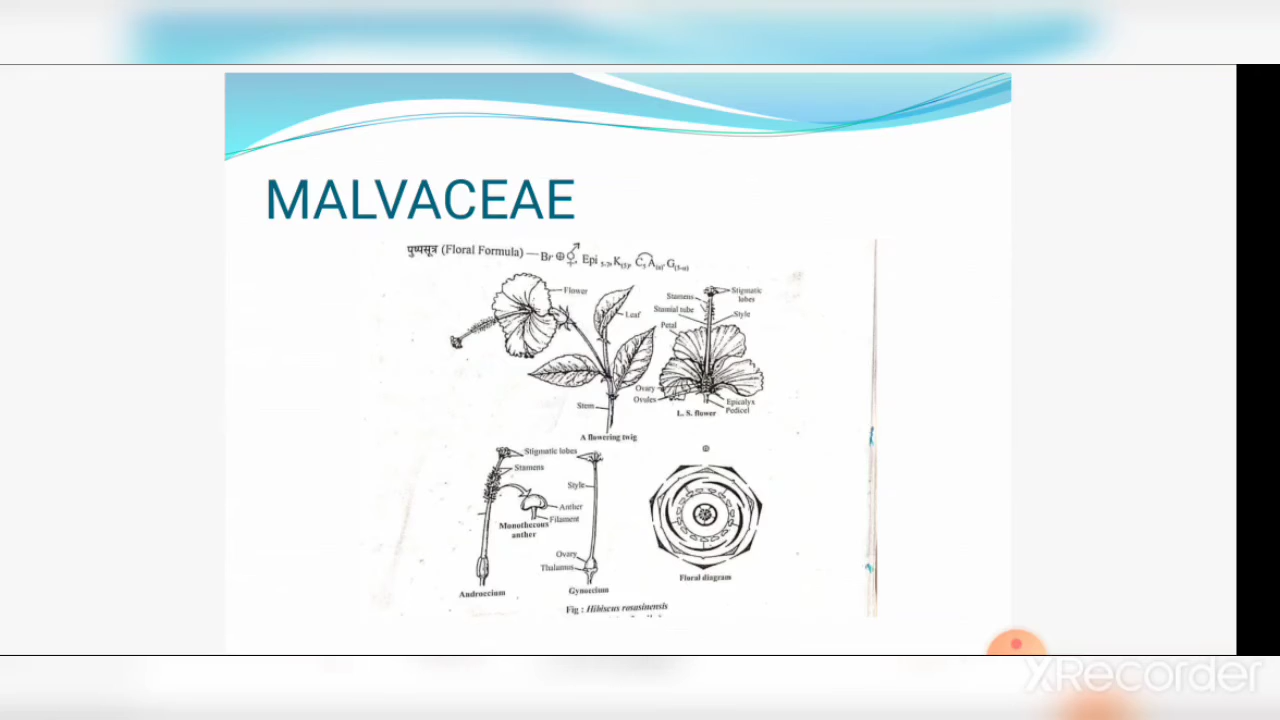 MALVACEAE
पुष्पसूत्र (Floral Formula) — Br ⊕ ⚥, Epi 5-7, K(5), C5 A(α) G(5-α)
Flower
Leaf
Stem
A flowering twig
Stamens
Stigmatic
lobes
Staminal tube
Style
Petal
Ovary
Ovules
Epicalyx
Pedicel
L. S. flower
Stigmatic lobes
Stamens
Style
Anther
Filament
Monothecous
anther
Ovary
Thalamus
Androecium
Gynoecium
⊕
Floral diagram
Fig : Hibiscus rosasinensis
XRecorder